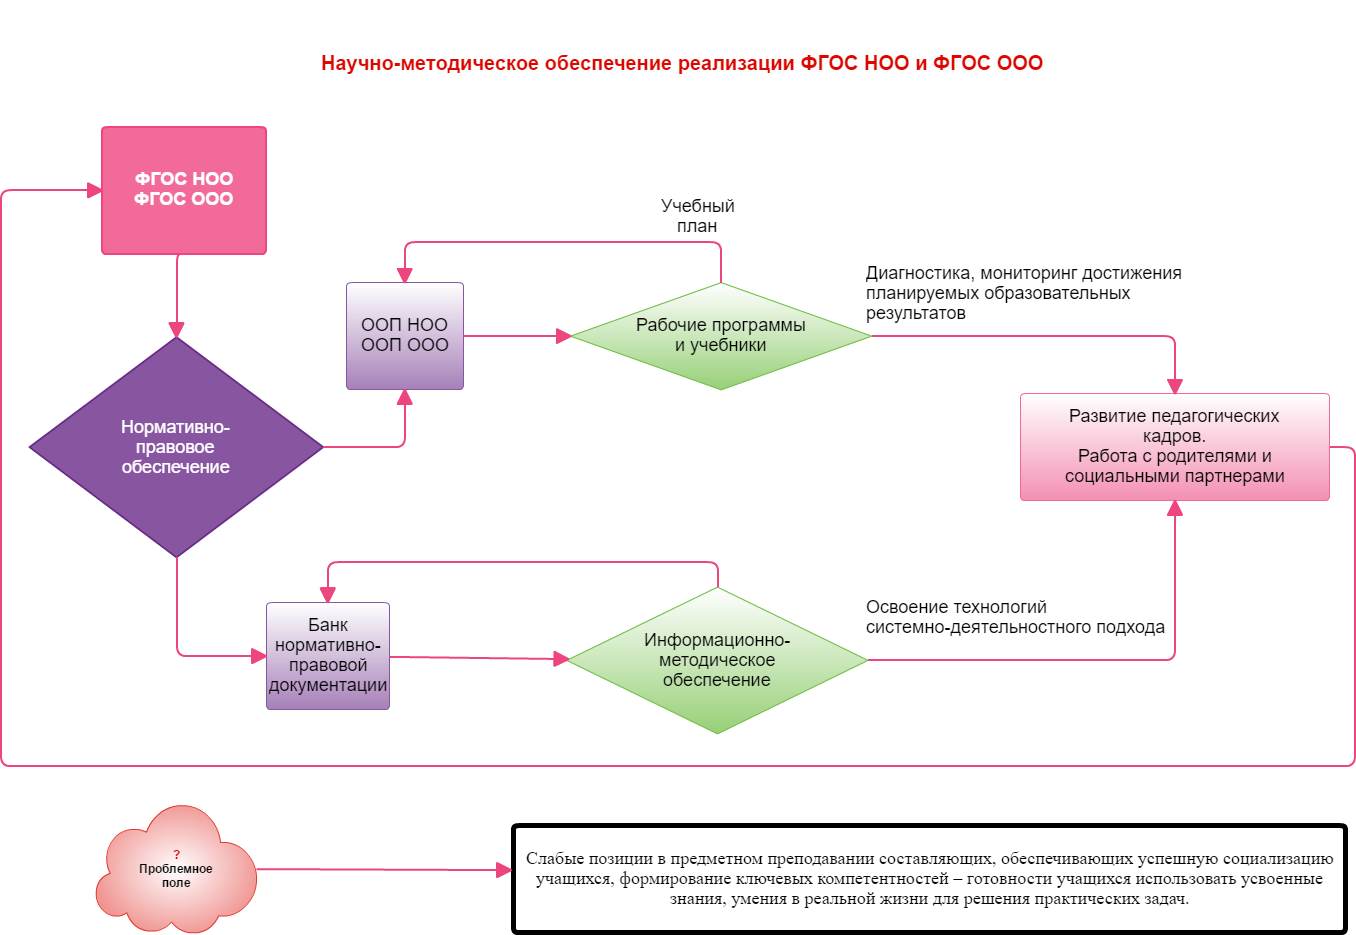 Научно-методическое обеспечение реализации ФГОС НОО и ФГОС ООО
ФГОС НОО
ФГОС ООО
Учебный
план
Диагностика, мониторинг достижения
планируемых образовательных
результатов
ООП НОО
ООП ООО
Рабочие программы
и учебники
Нормативно-
правовое
обеспечение
Развитие педагогических
кадров.
Работа с родителями и
социальными партнерами
Банк
нормативно-
правовой
документации
Информационно-
методическое
обеспечение
Освоение технологий
системно-деятельностного подхода
?
Проблемное
поле
Слабые позиции в предметном преподавании составляющих, обеспечивающих успешную социализацию
учащихся, формирование ключевых компетентностей – готовности учащихся использовать усвоенные
знания, умения в реальной жизни для решения практических задач.